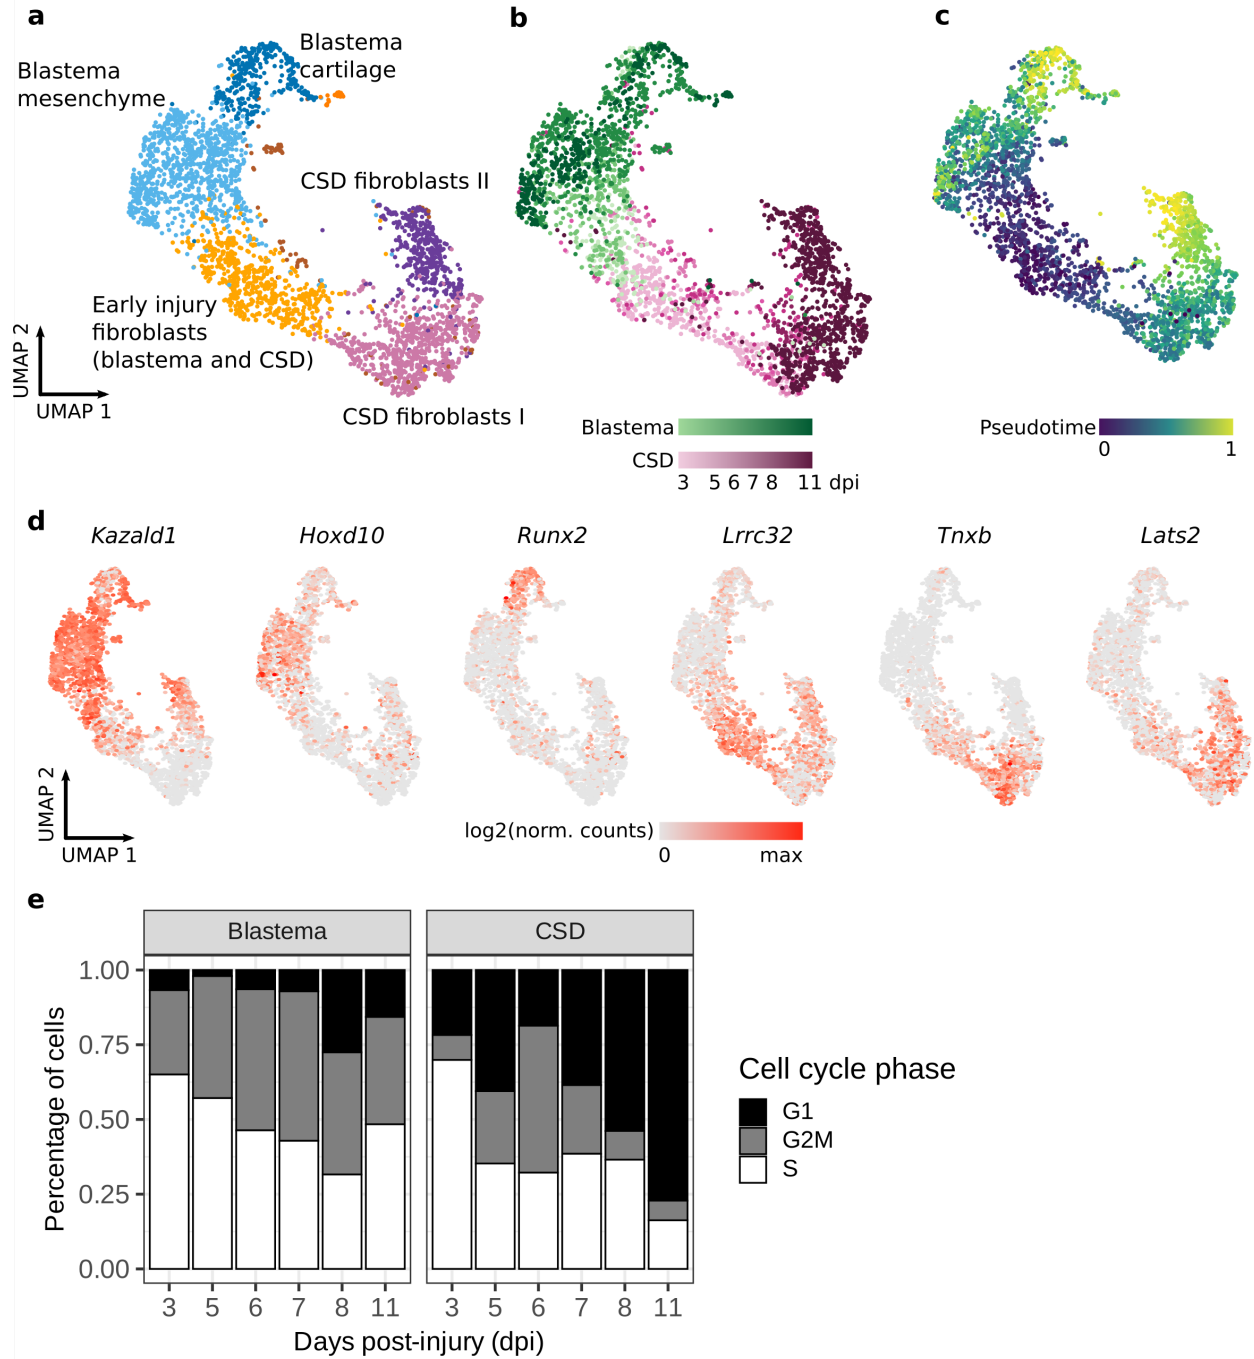 a
b
c
Blastema
cartilage
Blastema
mesenchyme
CSD fibroblasts II
Early injury
fibroblasts
(blastema and CSD)
CSD fibroblasts I
UMAP 2
UMAP 1
Blastema
CSD
3 5 6 7 8 11 dpi
Pseudotime
0 1
d
Kazald1 Hoxd10 Runx2 Lrrc32 Tnxb Lats2
UMAP 2
UMAP 1
log2(norm. counts)
0 max
e
Blastema CSD
Percentage of cells
1.00
0.75
0.50
0.25
0.00
3 5 6 7 8 11 3 5 6 7 8 11
Days post-injury (dpi)
Cell cycle phase
G1
G2M
S